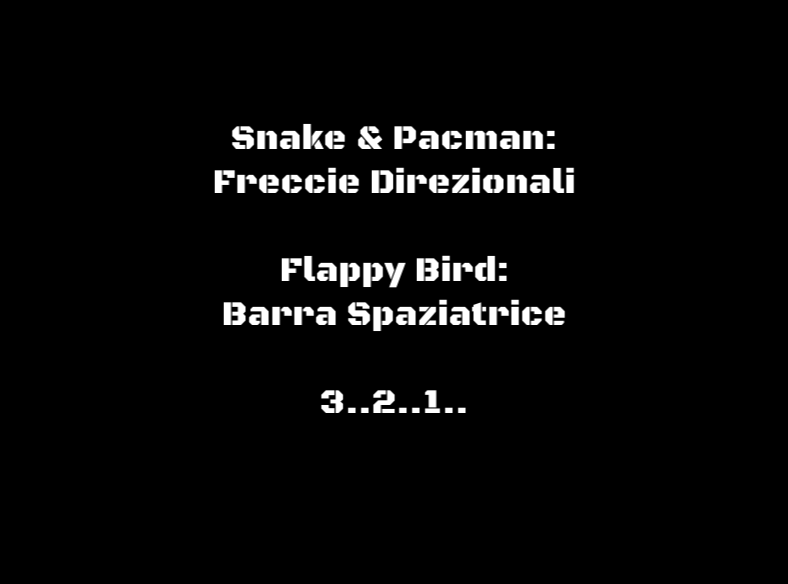 Snake & Pacman:
Freccie Direzionali
Flappy Bird:
Barra Spaziatrice
3..2..1..